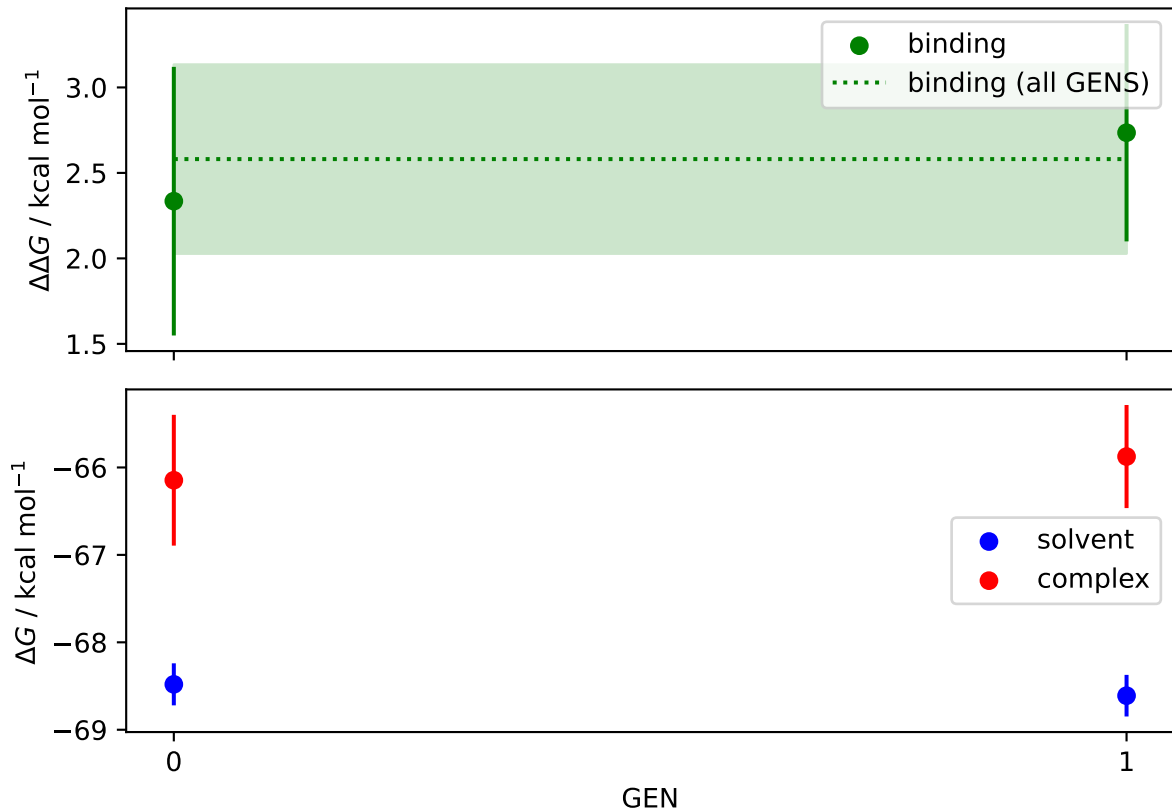 binding
binding (all GENS)
3.0
2.5
2.0
1.5
ΔΔG / kcal mol⁻¹
−66
−67
−68
−69
ΔG / kcal mol⁻¹
solvent
complex
0 1
GEN